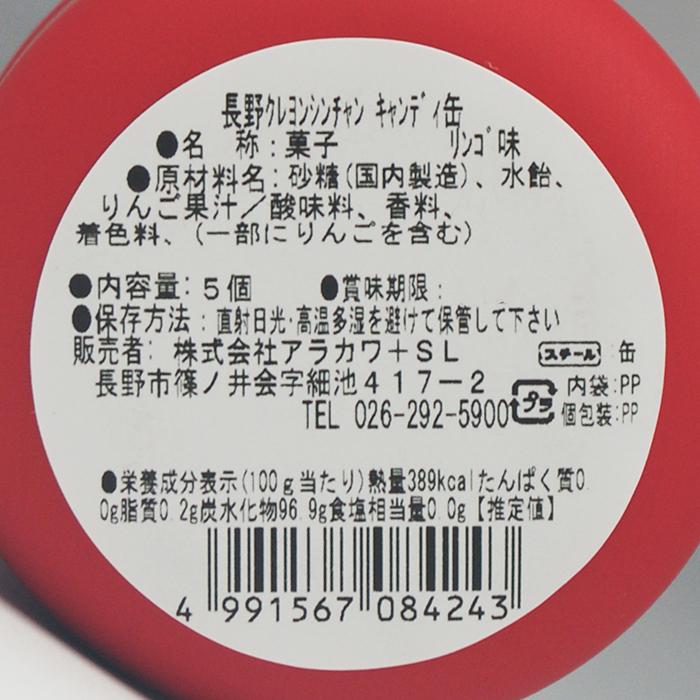 長野クレヨンシンチャン キャンディ缶
●名　称：菓子　　　リンゴ味
●原材料名：砂糖(国内製造)、水飴、
りんご果汁／酸味料、香料、
着色料、(一部にりんごを含む)
●内容量：５個　●賞味期限：
●保存方法：直射日光・高温多湿を避けて保管して下さい
販売者：株式会社アラカワ＋ＳＬ　スチール：缶
長野市篠ノ井会字細池４１７－２　プラ 内袋：PP
TEL 026-292-5900　個包装：PP
●栄養成分表示(100ｇ当たり)熱量389kcalたんぱく質0.
0g脂質0.2g炭水化物96.9g食塩相当量0.0g【推定値】
4 991567 084243